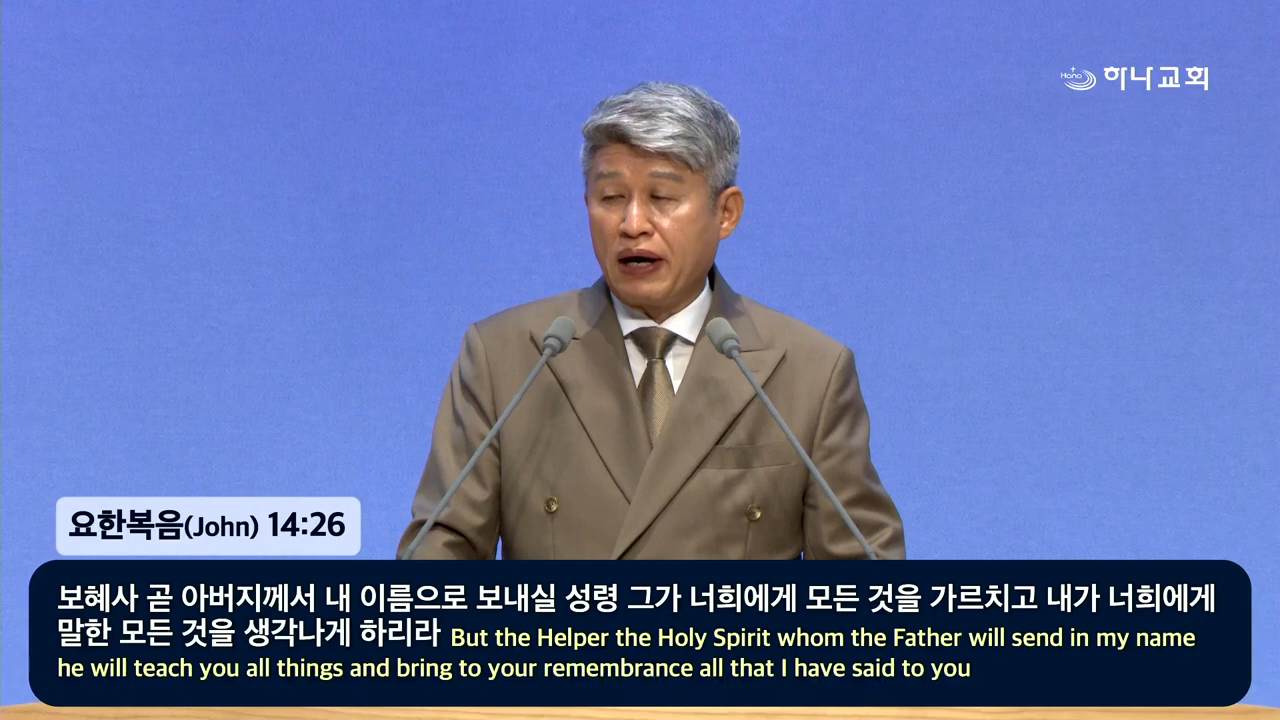 Hana 하나교회
요한복음(John) 14:26
보혜사 곧 아버지께서 내 이름으로 보내실 성령 그가 너희에게 모든 것을 가르치고 내가 너희에게
말한 모든 것을 생각나게 하리라 But the Helper the Holy Spirit whom the Father will send in my name
he will teach you all things and bring to your remembrance all that I have said to you